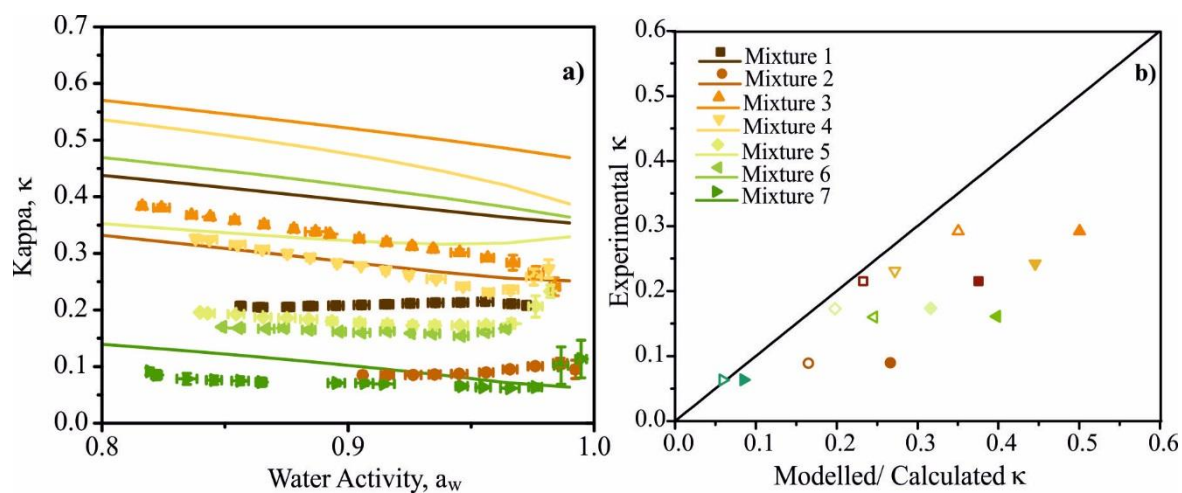 0.7
0.6
0.5
0.4
0.3
0.2
0.1
0.0
Kappa, κ
0.8
0.9
1.0
Water Activity, a_w
a)
0.6
0.5
0.4
0.3
0.2
0.1
0.0
Experimental κ
Mixture 1
Mixture 2
Mixture 3
Mixture 4
Mixture 5
Mixture 6
Mixture 7
b)
0.0
0.1
0.2
0.3
0.4
0.5
0.6
Modelled/ Calculated κ